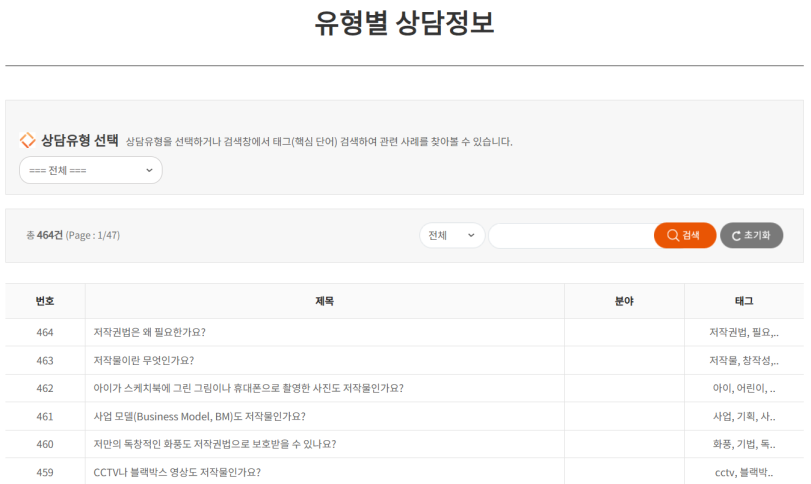 유형별 상담정보
상담유형 선택 상담유형을 선택하거나 검색창에서 태그(핵심 단어) 검색하여 관련 사례를 찾아볼 수 있습니다.
=== 전체 ===
총 464건 (Page : 1/47) 전체 검색 초기화
번호 제목 분야 태그
464 저작권법은 왜 필요한가요? 저작권법, 필요,..
463 저작물이란 무엇인가요? 저작물, 창작성,..
462 아이가 스케치북에 그린 그림이나 휴대폰으로 촬영한 사진도 저작물인가요? 아이, 어린이, ..
461 사업 모델(Business Model, BM)도 저작물인가요? 사업, 기획, 사..
460 저만의 독창적인 화풍도 저작권법으로 보호받을 수 있나요? 화풍, 기법, 독..
459 CCTV나 블랙박스 영상도 저작물인가요? cctv, 블랙박..